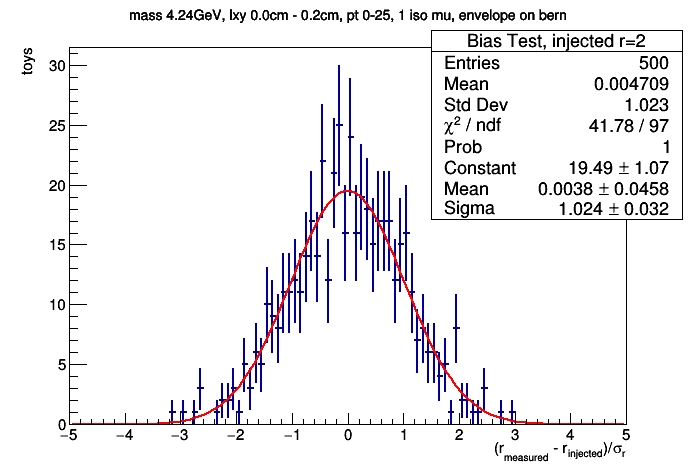 mass 4.24GeV, lxy 0.0cm - 0.2cm, pt 0-25, 1 iso mu, envelope on bern
Bias Test, injected r=2
Entries 500
Mean 0.004709
Std Dev 1.023
χ² / ndf 41.78 / 97
Prob 1
Constant 19.49 ± 1.07
Mean 0.0038 ± 0.0458
Sigma 1.024 ± 0.032
toys
30
25
20
15
10
5
0
−5 −4 −3 −2 −1 0 1 2 3 4 5
(r_measured - r_injected)/σ_r